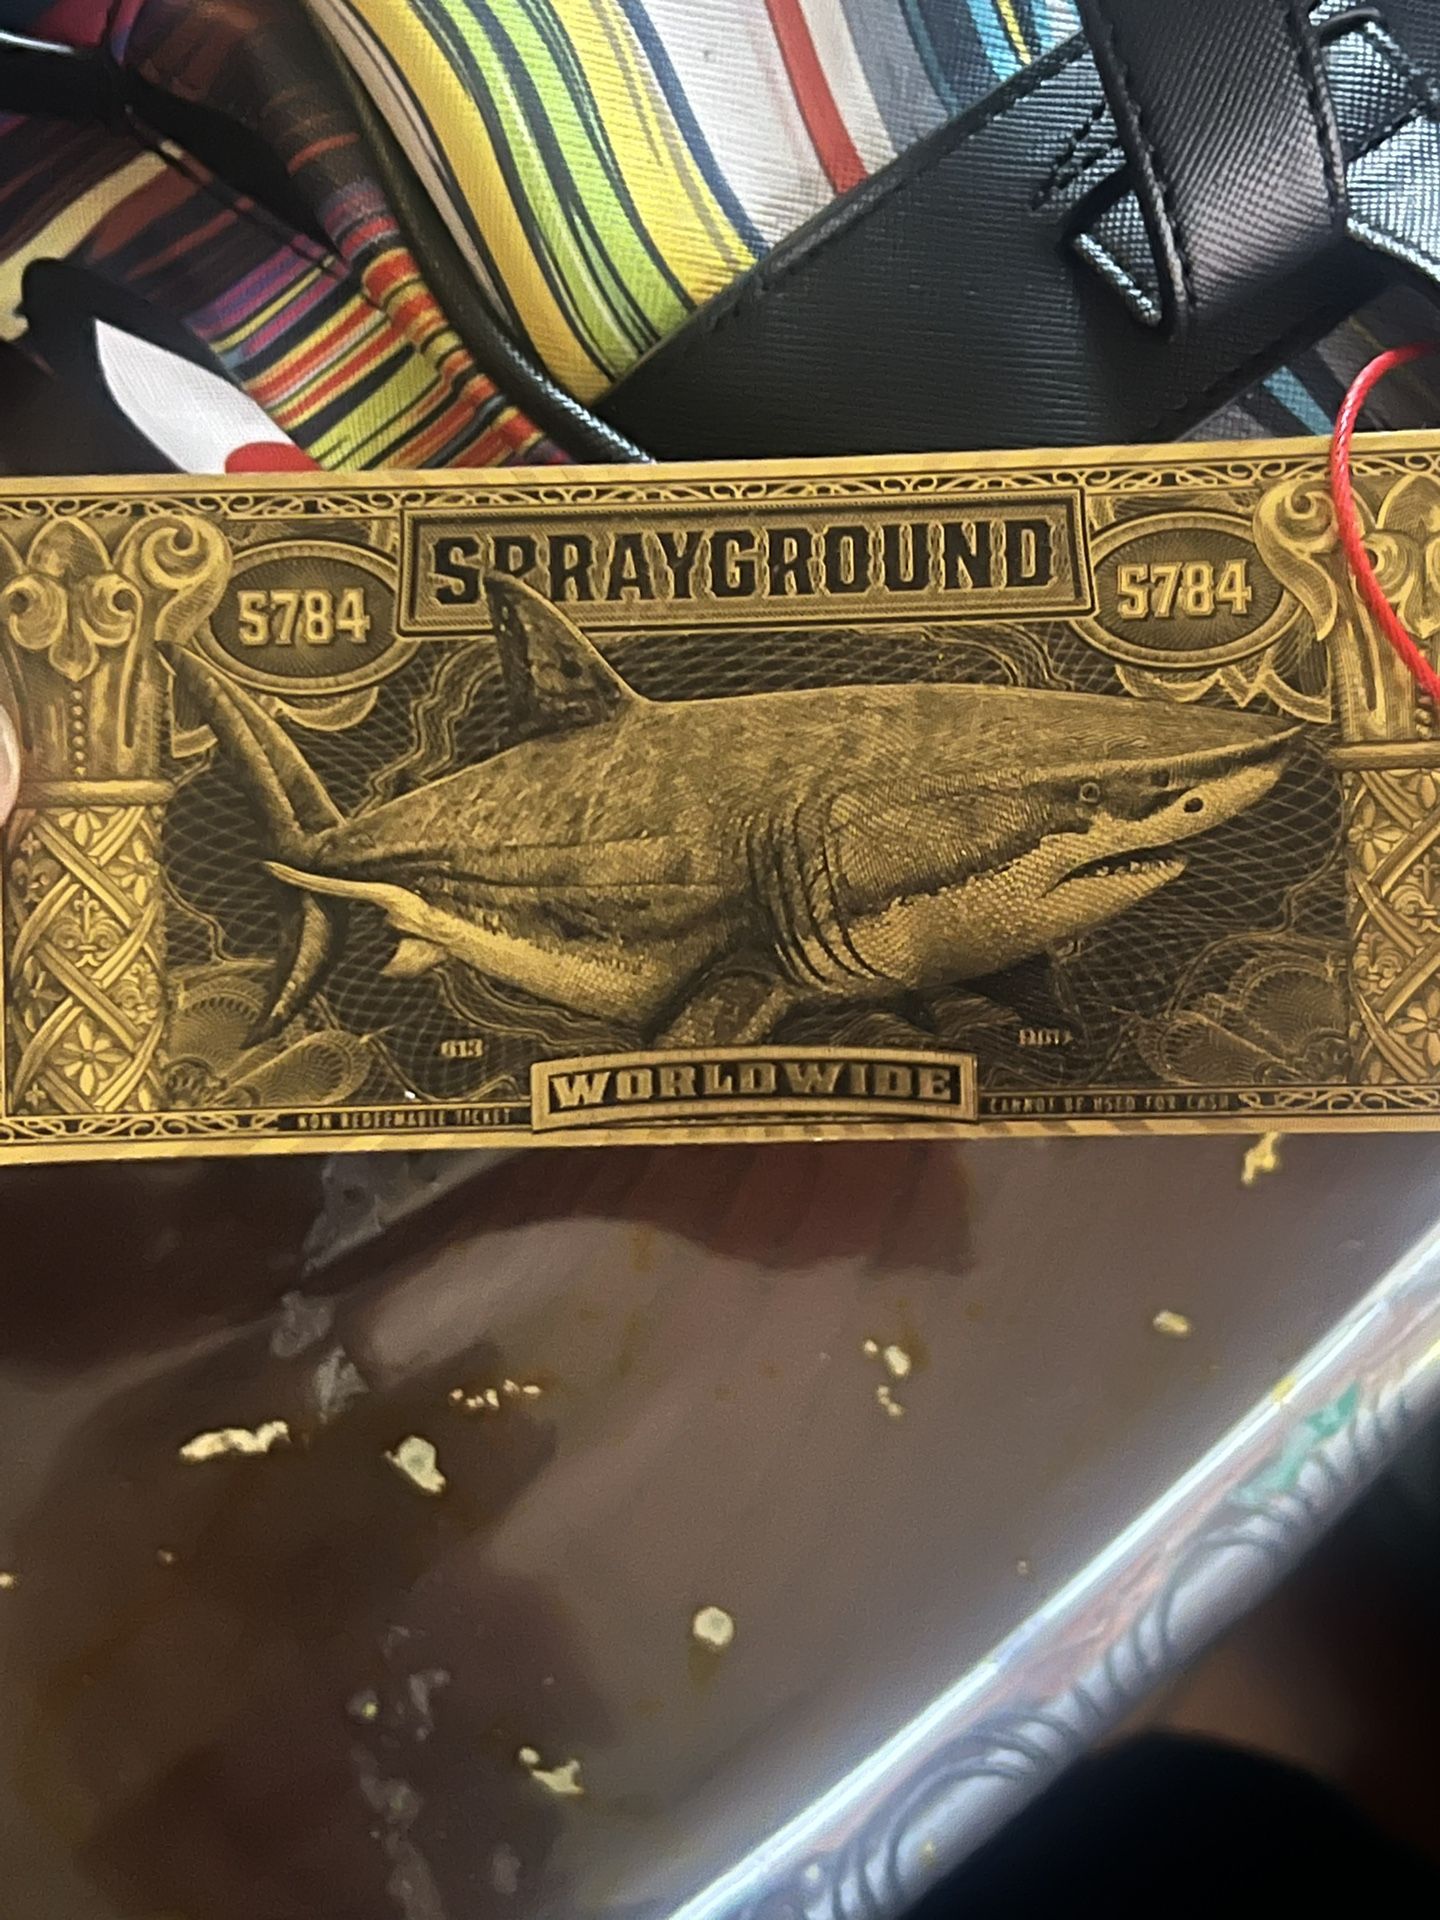 SPRAYGROUND
5784 5784
WORLDWIDE
NON REDEEMABLE TICKET CANNOT BE USED FOR CASH